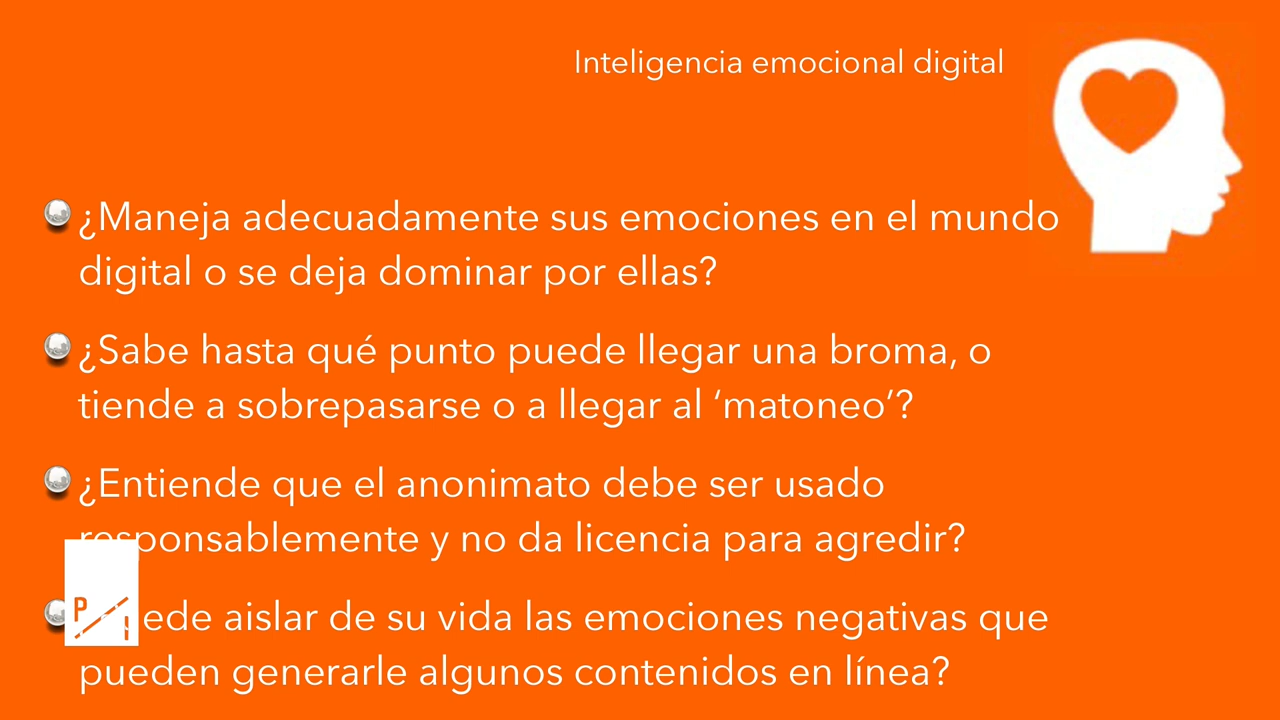 Inteligencia emocional digital
¿Maneja adecuadamente sus emociones en el mundo
digital o se deja dominar por ellas?
¿Sabe hasta qué punto puede llegar una broma, o
tiende a sobrepasarse o a llegar al ‘matoneo’?
¿Entiende que el anonimato debe ser usado
responsablemente y no da licencia para agredir?
aislar de su vida las emociones negativas que
pueden generarle algunos contenidos en línea?